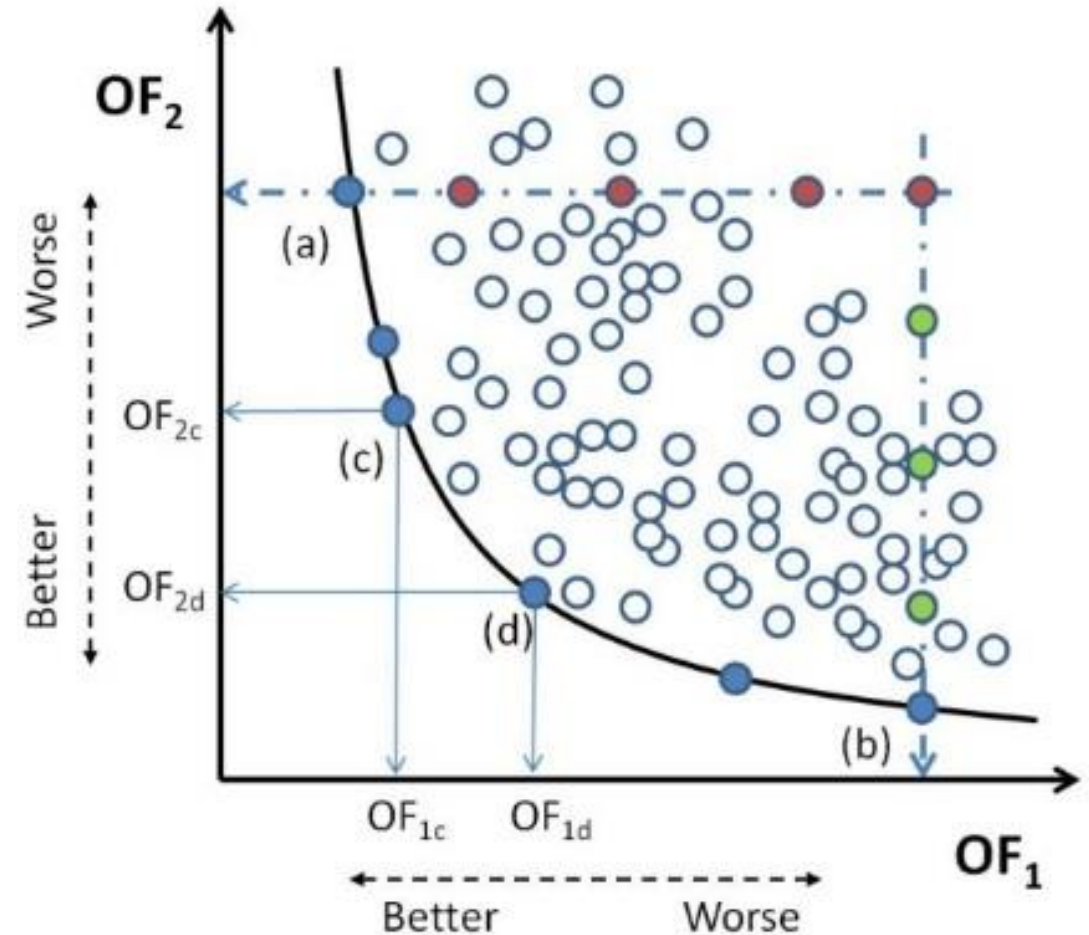 OF2
Worse
(a)
OF2c
(c)
Better
OF2d
(d)
(b)
OF1c
OF1d
OF1
Better
Worse